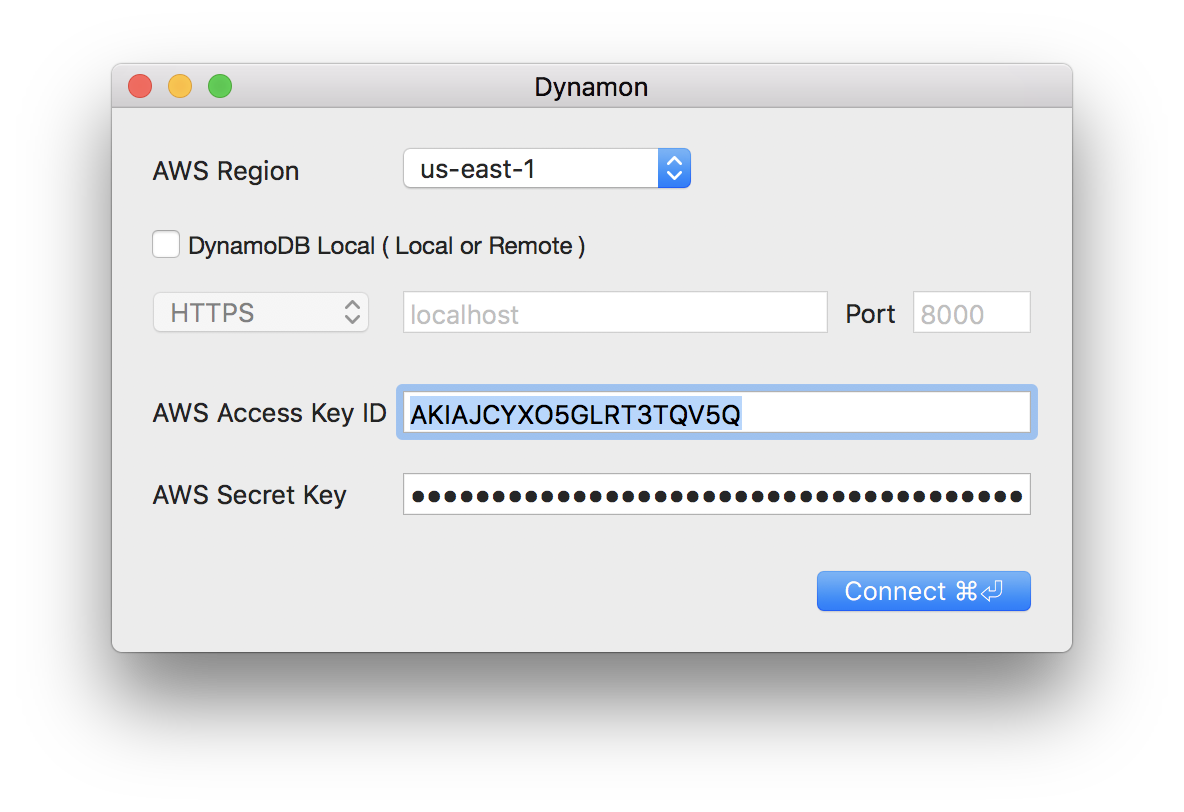 Dynamon
AWS Region us-east-1
DynamoDB Local ( Local or Remote )
HTTPS localhost Port 8000
AWS Access Key ID AKIAJCYXO5GLRT3TQV5Q
AWS Secret Key ••••••••••••••••••••••••••••••••••••••
Connect ⌘⏎